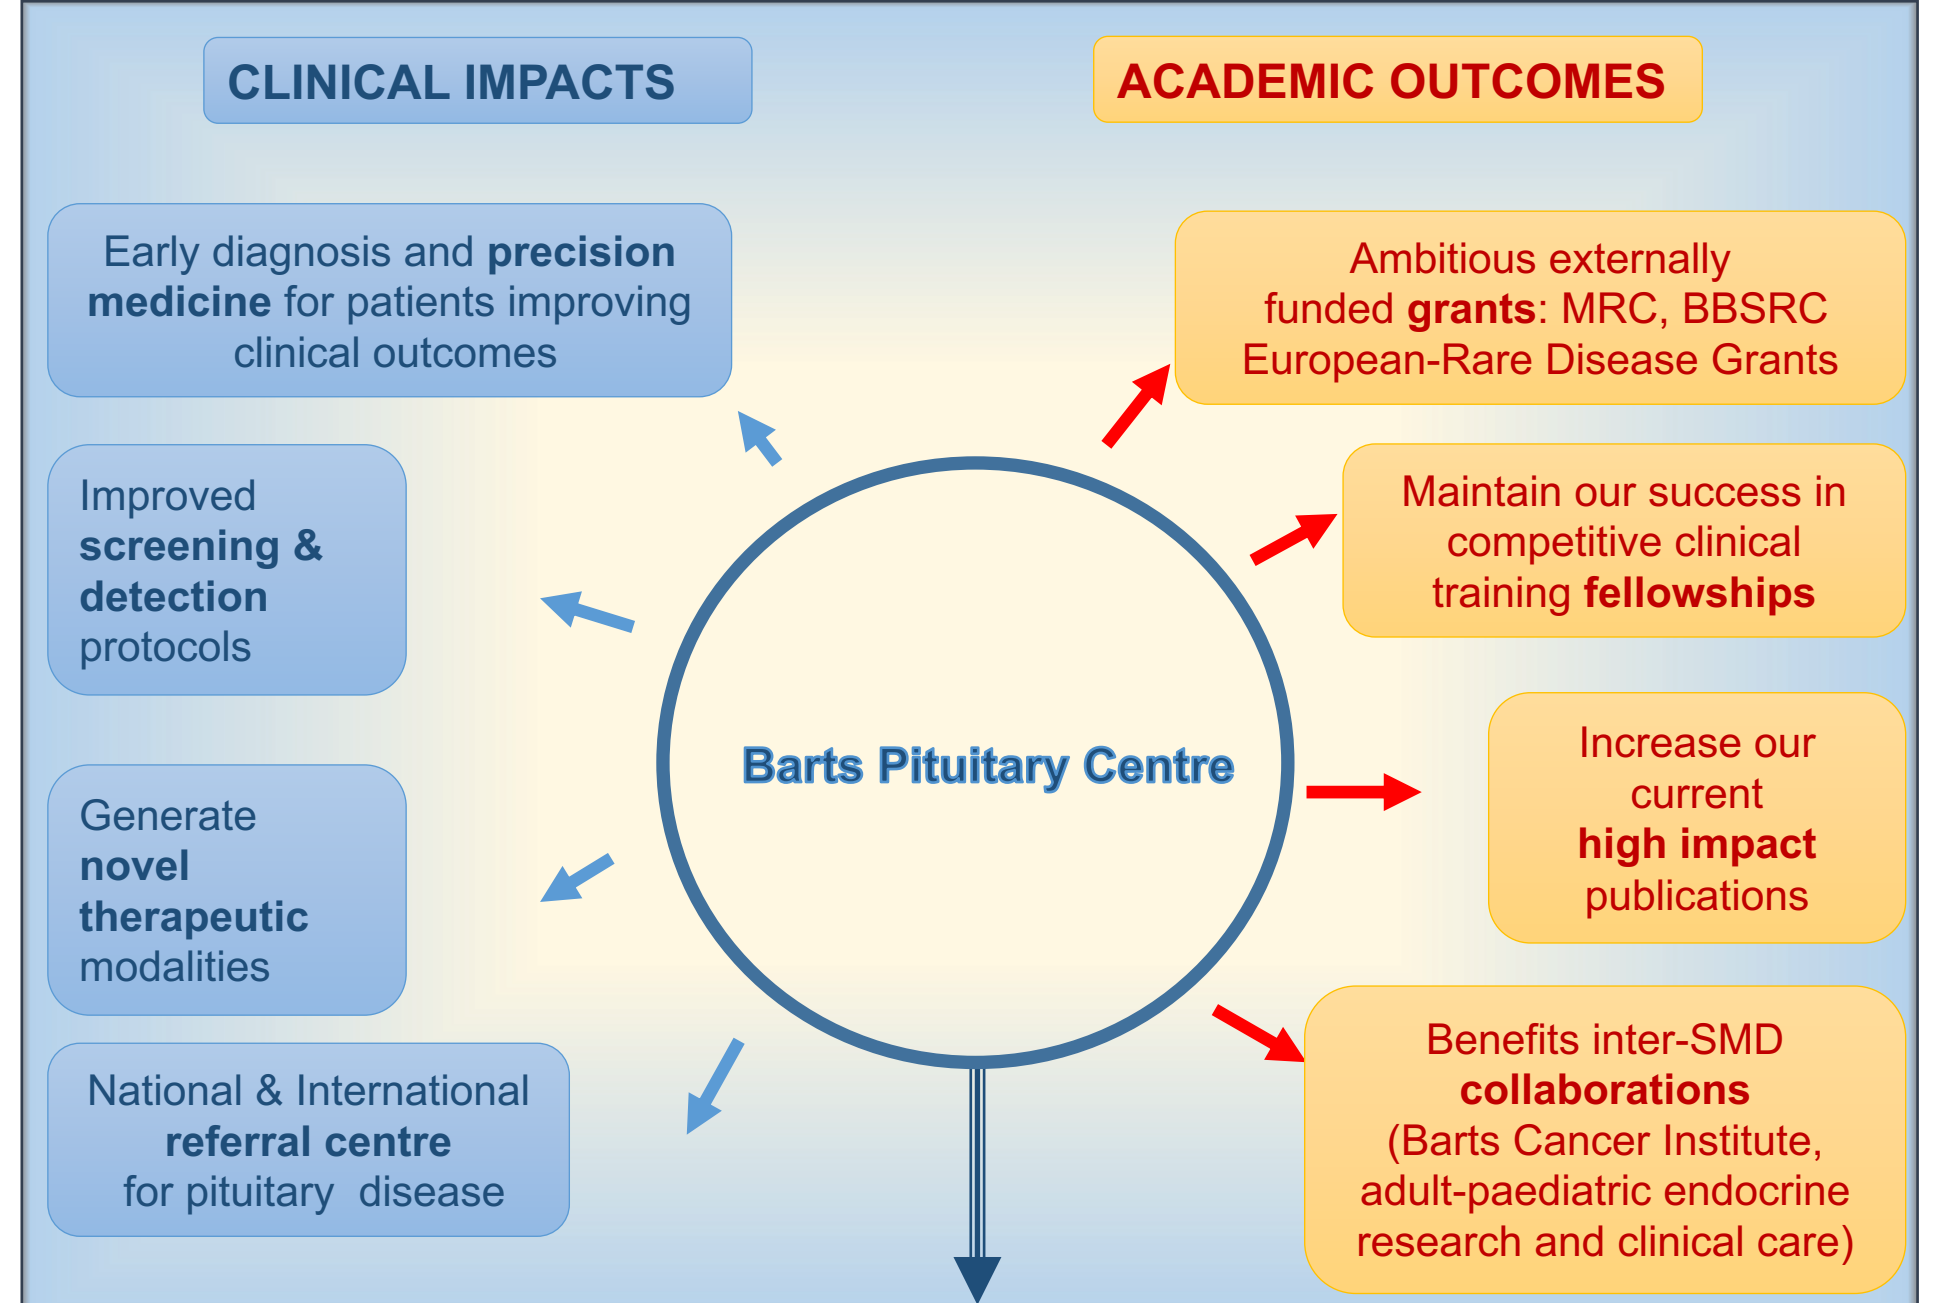 CLINICAL IMPACTS
ACADEMIC OUTCOMES
Early diagnosis and precision
medicine for patients improving
clinical outcomes
Improved
screening &
detection
protocols
Generate
novel
therapeutic
modalities
National & International
referral centre
for pituitary  disease
Barts Pituitary Centre
Ambitious externally
funded grants: MRC, BBSRC
European-Rare Disease Grants
Maintain our success in
competitive clinical
training fellowships
Increase our
current
high impact
publications
Benefits inter-SMD
collaborations
(Barts Cancer Institute,
adult-paediatric endocrine
research and clinical care)